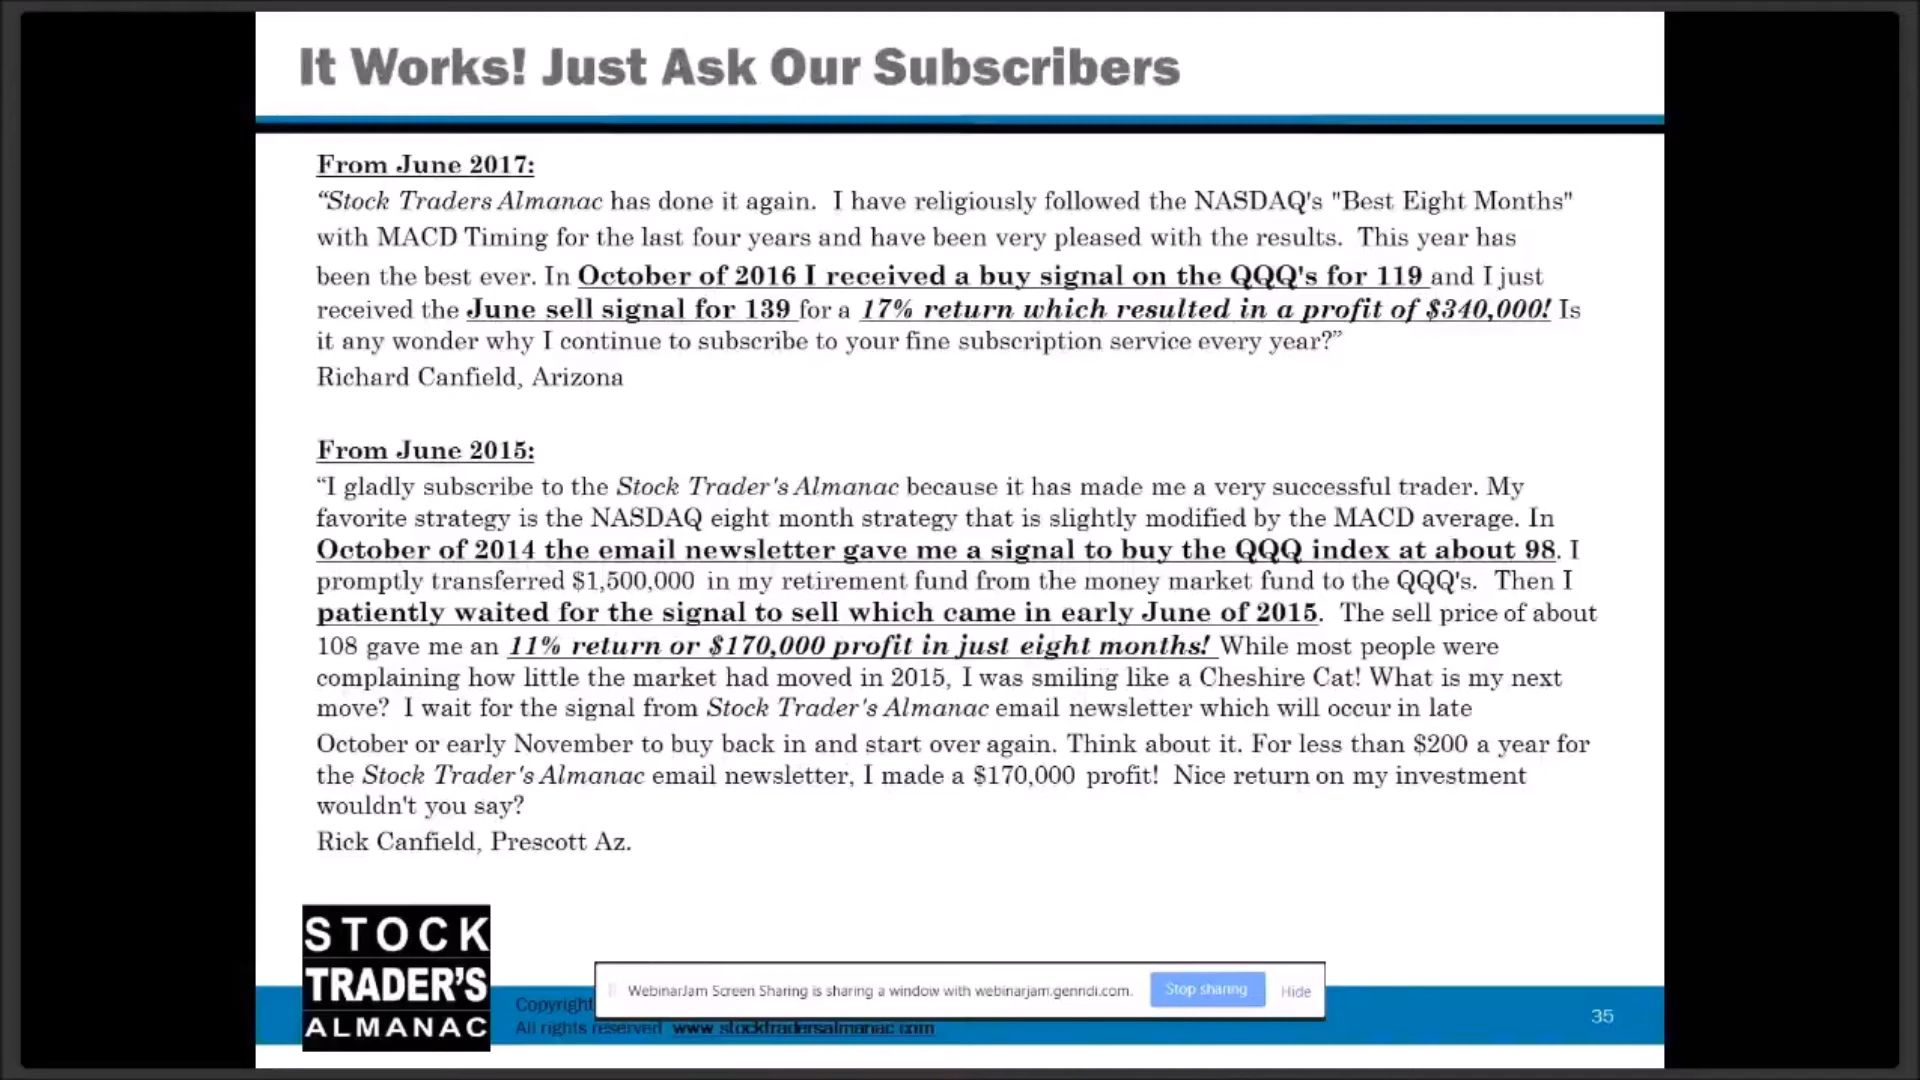 It Works! Just Ask Our Subscribers
From June 2017:
“Stock Traders Almanac has done it again.  I have religiously followed the NASDAQ's "Best Eight Months"
with MACD Timing for the last four years and have been very pleased with the results.  This year has
been the best ever. In October of 2016 I received a buy signal on the QQQ's for 119 and I just
received the June sell signal for 139 for a 17% return which resulted in a profit of $340,000! Is
it any wonder why I continue to subscribe to your fine subscription service every year?”
Richard Canfield, Arizona
From June 2015:
“I gladly subscribe to the Stock Trader's Almanac because it has made me a very successful trader. My
favorite strategy is the NASDAQ eight month strategy that is slightly modified by the MACD average. In
October of 2014 the email newsletter gave me a signal to buy the QQQ index at about 98. I
promptly transferred $1,500,000 in my retirement fund from the money market fund to the QQQ's.  Then I
patiently waited for the signal to sell which came in early June of 2015.  The sell price of about
108 gave me an 11% return or $170,000 profit in just eight months! While most people were
complaining how little the market had moved in 2015, I was smiling like a Cheshire Cat! What is my next
move?  I wait for the signal from Stock Trader's Almanac email newsletter which will occur in late
October or early November to buy back in and start over again. Think about it. For less than $200 a year for
the Stock Trader's Almanac email newsletter, I made a $170,000 profit!  Nice return on my investment
wouldn't you say?
Rick Canfield, Prescott Az.
STOCK
TRADER'S
ALMANAC
Copyright
All rights reserved www.stocktradersalmanac.com
WebinarJam Screen Sharing is sharing a window with webinarjam.genndi.com.
Stop sharing
Hide
35